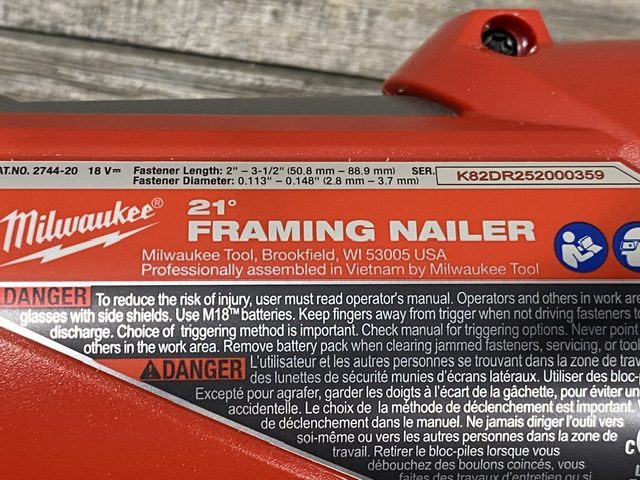 AT.NO. 2744-20 18 V⎓ Fastener Length: 2" – 3-1/2" (50.8 mm – 88.9 mm) SER.
Fastener Diameter: 0.113" – 0.148" (2.8 mm – 3.7 mm)
K82DR252000359
Milwaukee®
21°
FRAMING NAILER
Milwaukee Tool, Brookfield, WI 53005 USA
Professionally assembled in Vietnam by Milwaukee Tool
DANGER To reduce the risk of injury, user must read operator's manual. Operators and others in work are
glasses with side shields. Use M18™ batteries. Keep fingers away from trigger when not driving fasteners to
discharge. Choice of triggering method is important. Check manual for triggering options. Never point
others in the work area. Remove battery pack when clearing jammed fasteners, servicing, or tool
DANGER L'utilisateur et les autres personnes se trouvant dans la zone de tra
des lunettes de sécurité munies d'écrans latéraux. Utiliser des bloc-p
Excepté pour agrafer, garder les doigts à l'écart de la gâchette, pour éviter un
accidentelle. Le choix de la méthode de déclenchement est important. V
de déclenchement dans le manuel. Ne jamais diriger l'outil vers
soi-même ou vers les autres personnes dans la zone de
travail. Retirer le bloc-piles lorsque vous
débouchez des boulons coincés, vous
faites des travaux d'entretien ou si